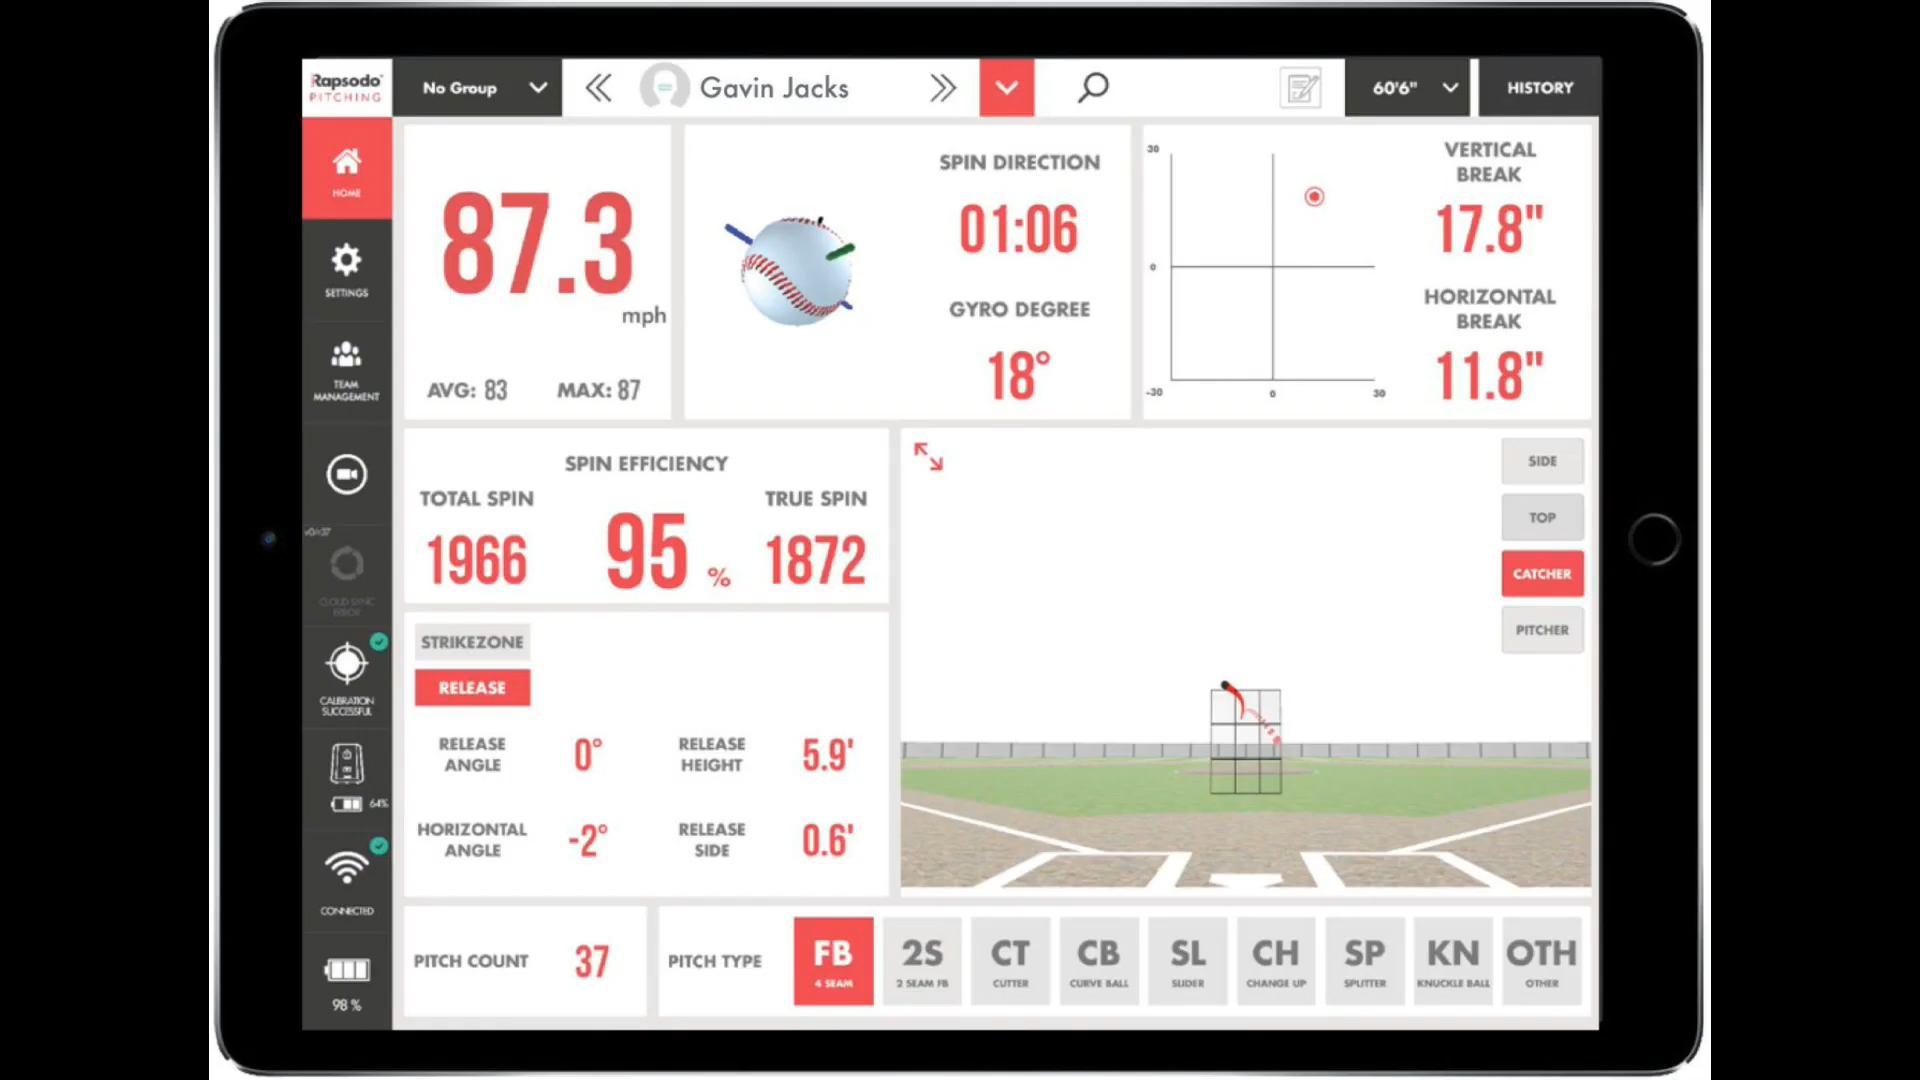 Rapsodo
PITCHING
No Group
Gavin Jacks
60'6"
HISTORY
HOME
SETTINGS
TEAM
MANAGEMENT
CLOUD SYNC
ERROR
CALIBRATION
SUCCESSFUL
64%
CONNECTED
98 %
87.3
mph
AVG: 83
MAX: 87
SPIN DIRECTION
01:06
GYRO DEGREE
18°
30
0
-30
0
30
VERTICAL
BREAK
17.8"
HORIZONTAL
BREAK
11.8"
SPIN EFFICIENCY
TOTAL SPIN
1966
95 %
TRUE SPIN
1872
STRIKEZONE
RELEASE
RELEASE
ANGLE
0°
RELEASE
HEIGHT
5.9'
HORIZONTAL
ANGLE
-2°
RELEASE
SIDE
0.6'
SIDE
TOP
CATCHER
PITCHER
PITCH COUNT
37
PITCH TYPE
FB
4 SEAM
2S
2 SEAM FB
CT
CUTTER
CB
CURVE BALL
SL
SLIDER
CH
CHANGE UP
SP
SPLITTER
KN
KNUCKLE BALL
OTH
OTHER